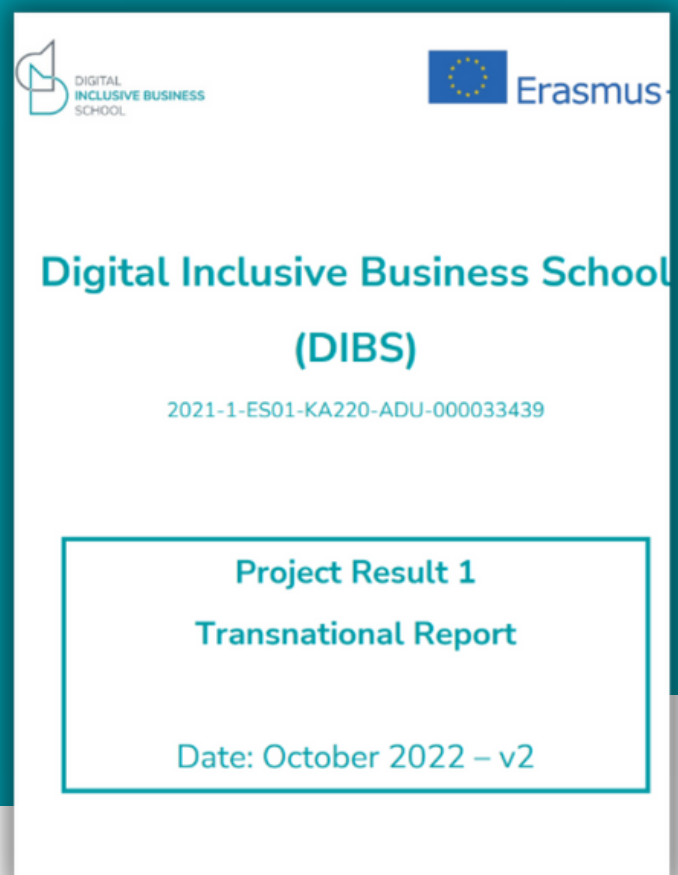 DIGITAL
INCLUSIVE BUSINESS
SCHOOL
Erasmus+
Digital Inclusive Business School
(DIBS)
2021-1-ES01-KA220-ADU-000033439
Project Result 1
Transnational Report
Date: October 2022 – v2